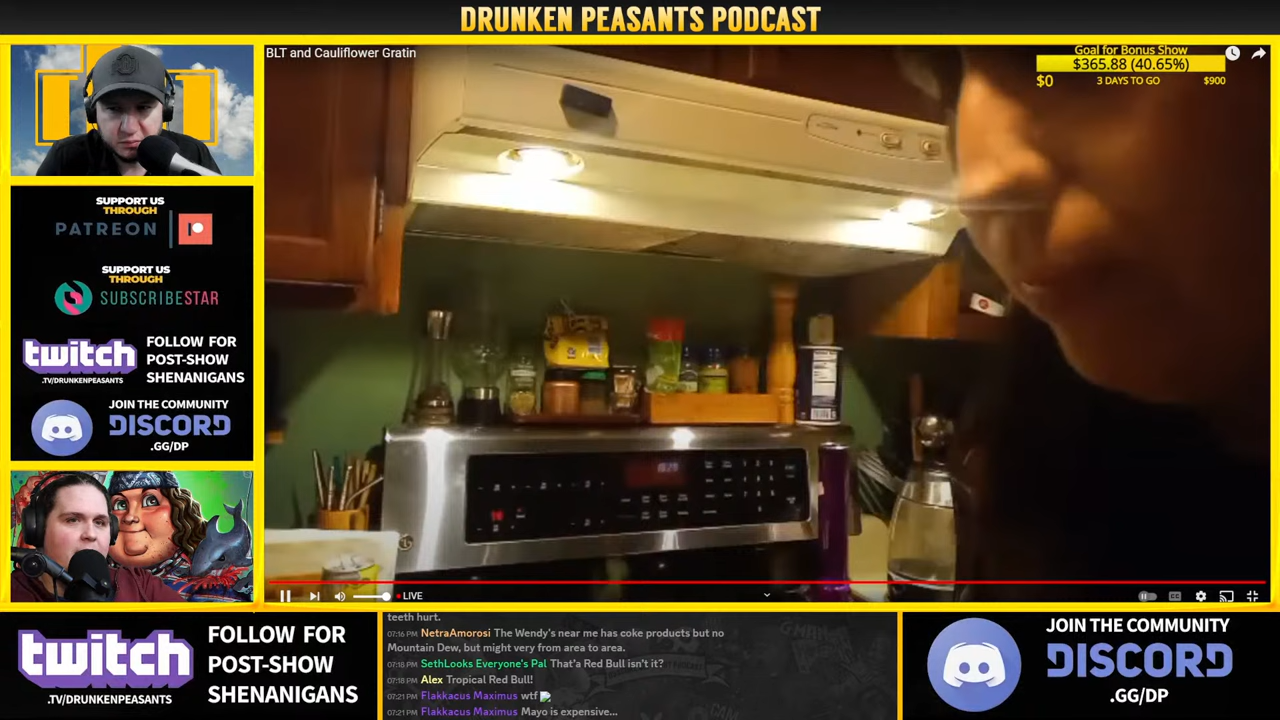 DRUNKEN PEASANTS PODCAST
BLT and Cauliflower Gratin
Goal for Bonus Show
$365.88 (40.65%)
$0
3 DAYS TO GO
$900
SUPPORT US
THROUGH
PATREON
SUPPORT US
THROUGH
SUBSCRIBESTAR
twitch
.TV/DRUNKENPEASANTS
FOLLOW FOR
POST-SHOW
SHENANIGANS
JOIN THE COMMUNITY
DISCORD
.GG/DP
LIVE
CC
twitch
.TV/DRUNKENPEASANTS
FOLLOW FOR
POST-SHOW
SHENANIGANS
teeth hurt.
07:16 PM NetraAmorosi The Wendy's near me has coke products but no
Mountain Dew, but might very from area to area.
07:18 PM SethLooks Everyone's Pal That'a Red Bull isn't it?
07:18 PM Alex Tropical Red Bull!
07:21 PM Flakkacus Maximus wtf
07:21 PM Flakkacus Maximus Mayo is expensive...
JOIN THE COMMUNITY
DISCORD
.GG/DP